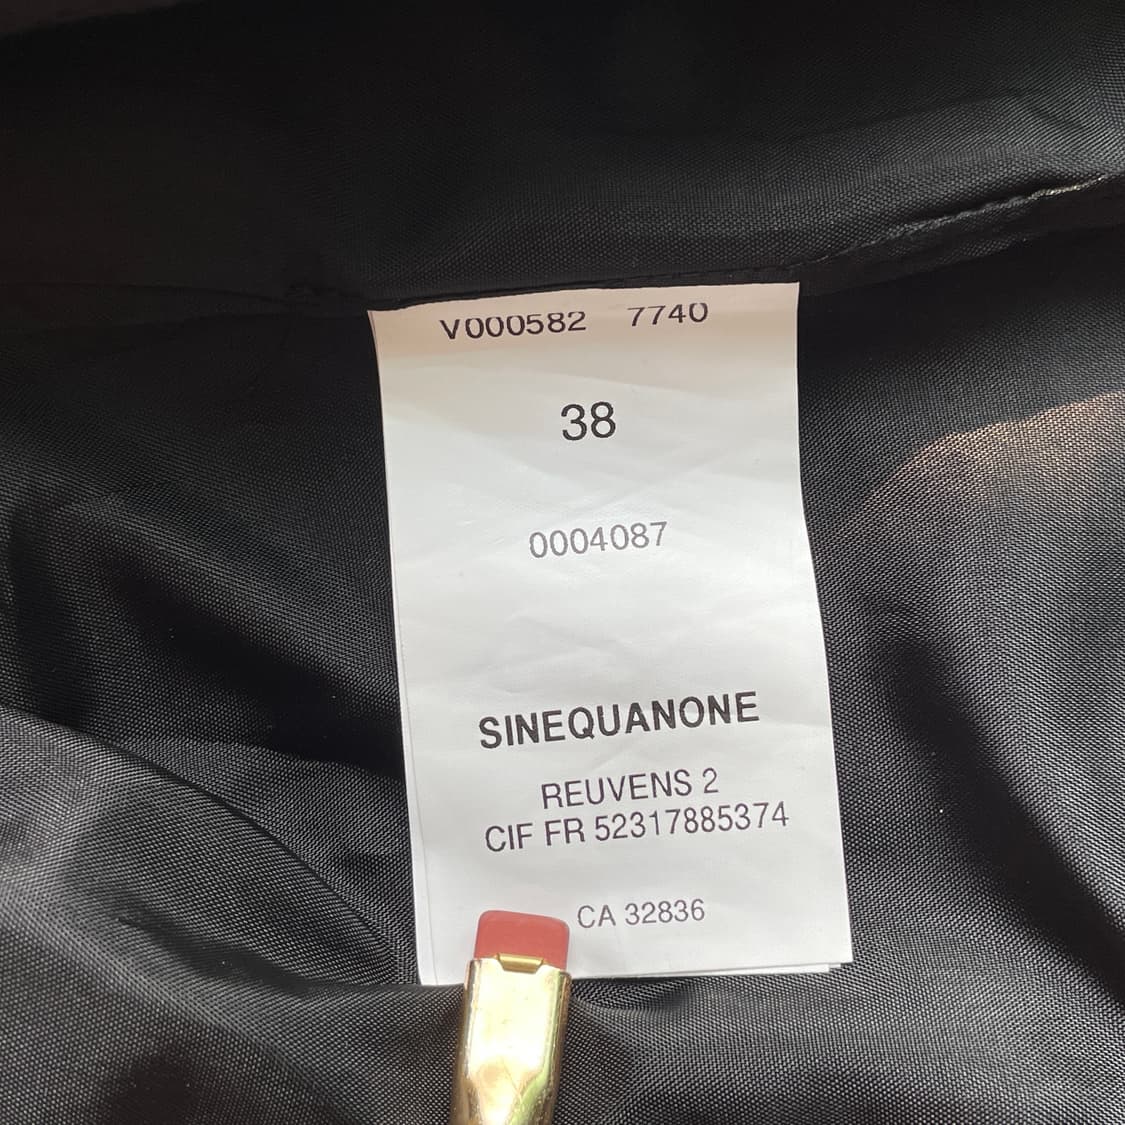 V000582 7740
38
0004087
SINEQUANONE
REUVENS 2
CIF FR 52317885374
CA 32836